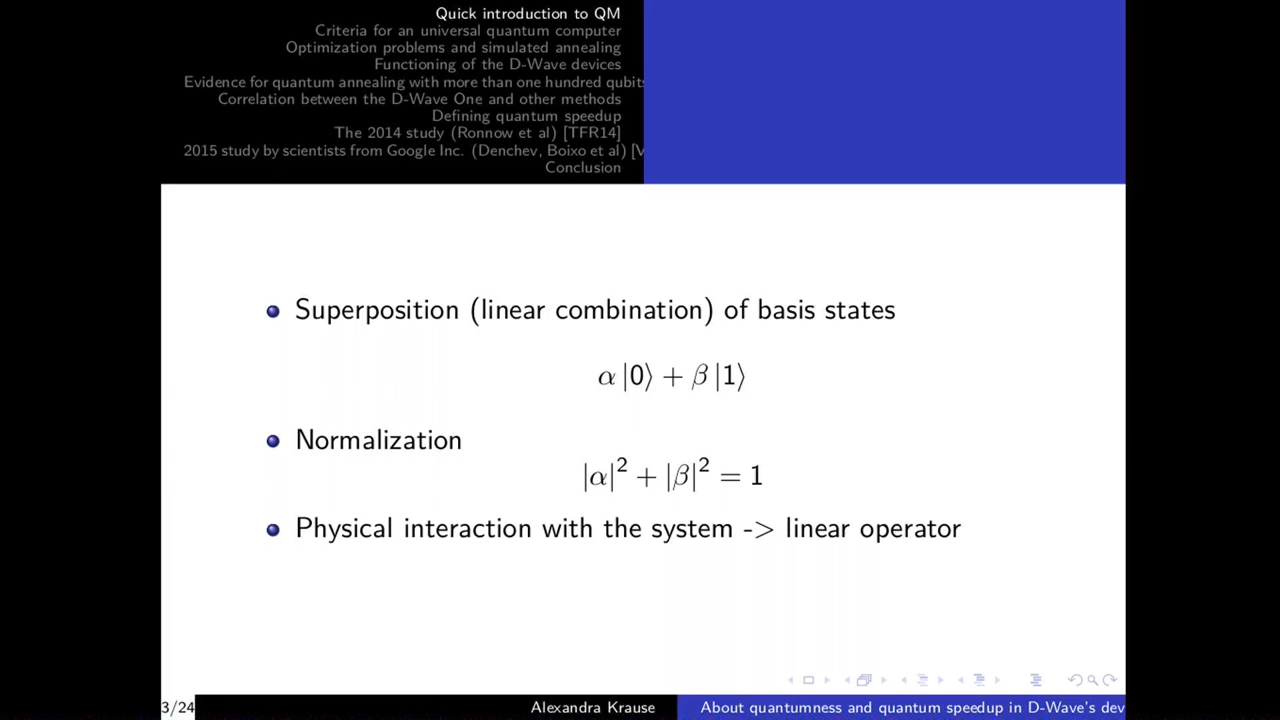 Quick introduction to QM
Criteria for an universal quantum computer
Optimization problems and simulated annealing
Functioning of the D-Wave devices
Evidence for quantum annealing with more than one hundred qubits
Correlation between the D-Wave One and other methods
Defining quantum speedup
The 2014 study (Ronnow et al) [TFR14]
2015 study by scientists from Google Inc. (Denchev, Boixo et al) [V
Conclusion
Superposition (linear combination) of basis states
α|0⟩ + β|1⟩
Normalization
|α|² + |β|² = 1
Physical interaction with the system -> linear operator
3/24
Alexandra Krause
About quantumness and quantum speedup in D-Wave's dev